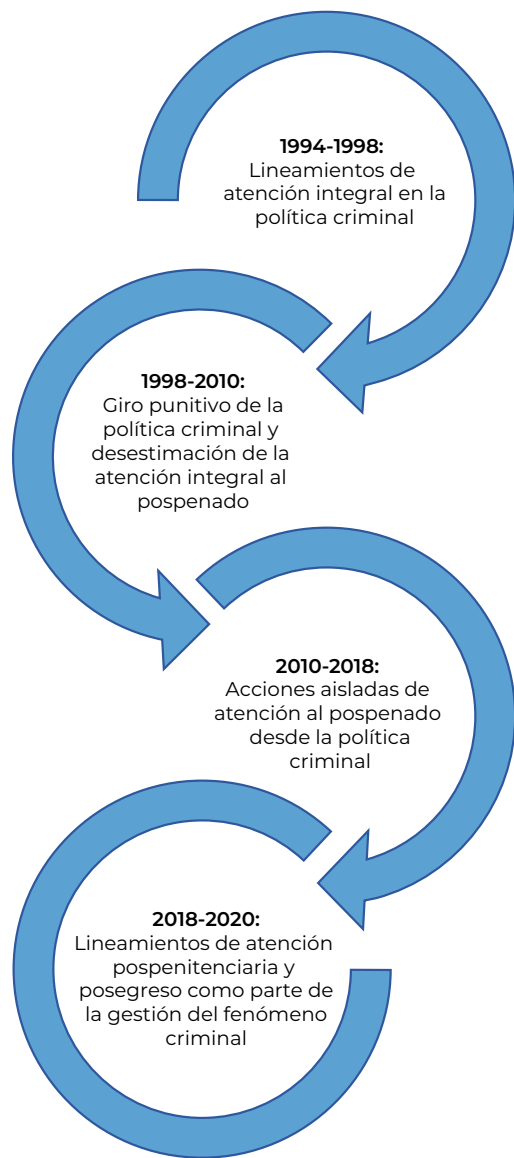 1994-1998:
Lineamientos de
atención integral en la
política criminal
1998-2010:
Giro punitivo de la
política criminal y
desestimación de la
atención integral al
pospenado
2010-2018:
Acciones aisladas de
atención al pospenado
desde la política
criminal
2018-2020:
Lineamientos de atención
pospenitenciaria y
posegreso como parte de
la gestión del fenómeno
criminal